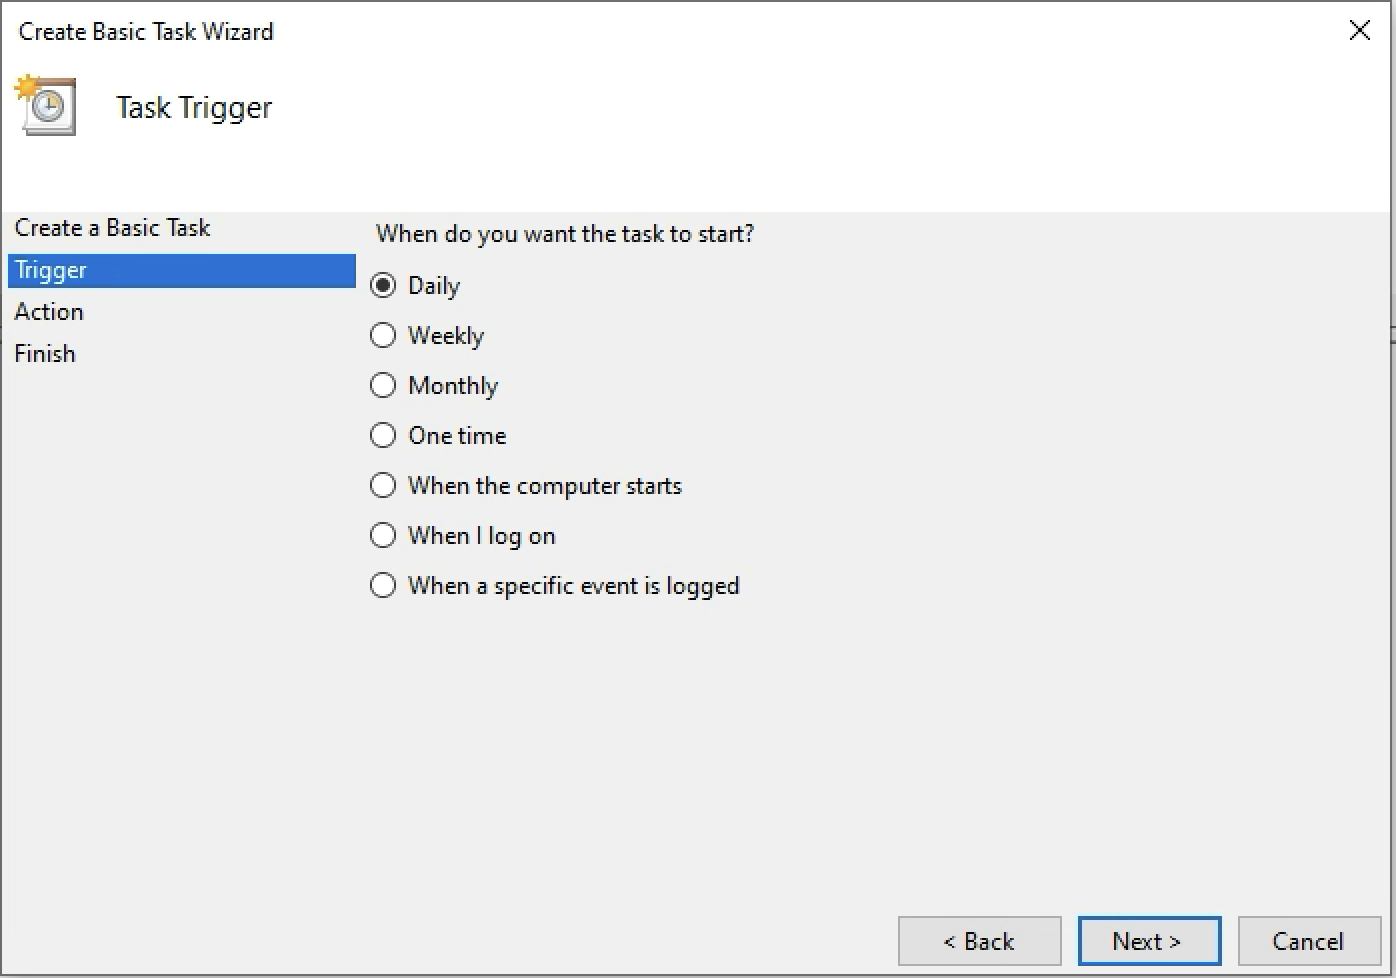 Create Basic Task Wizard
Task Trigger
Create a Basic Task
Trigger
Action
Finish
When do you want the task to start?
Daily
Weekly
Monthly
One time
When the computer starts
When I log on
When a specific event is logged
< Back
Next >
Cancel